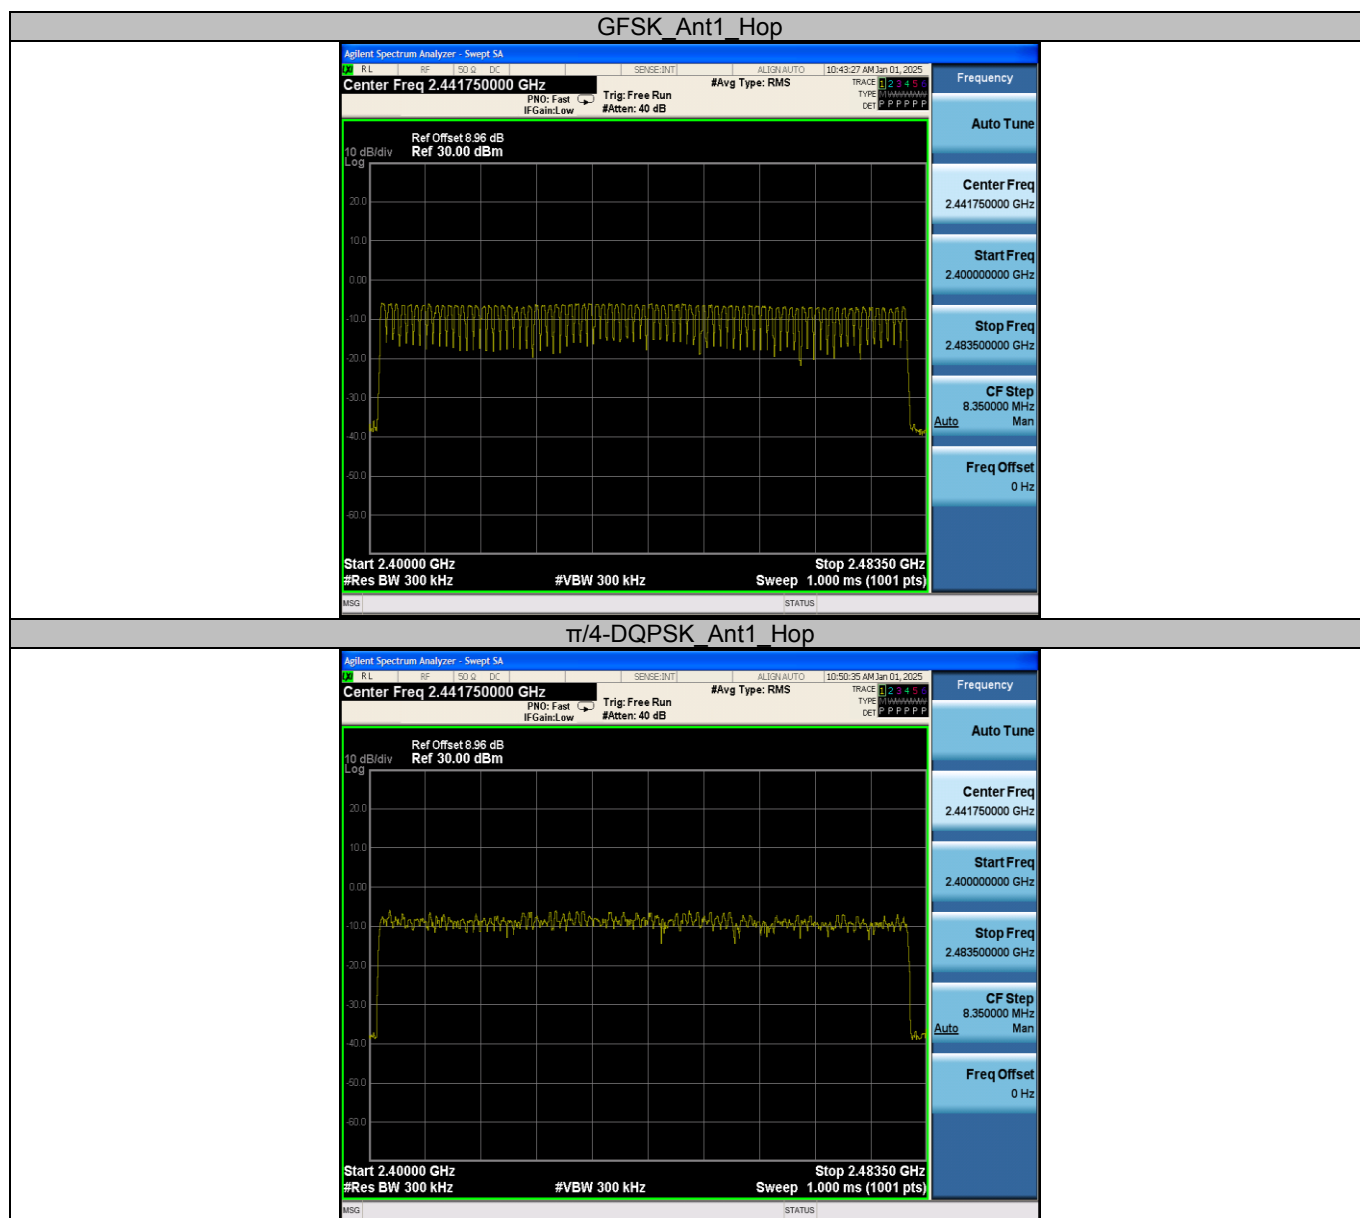 GFSK_Ant1_Hop
Agilent Spectrum Analyzer - Swept SA
RL RF 50 Ω DC SENSE:INT ALIGN AUTO 10:43:27 AM Jan 01, 2025
Center Freq 2.441750000 GHz #Avg Type: RMS TRACE 1 2 3 4 5 6
PNO: Fast Trig: Free Run TYPE
IFGain:Low #Atten: 40 dB DET P P P P P P
Ref Offset 8.96 dB
10 dB/div Ref 30.00 dBm
Log
20.0
10.0
0.00
-10.0
-20.0
-30.0
-40.0
-50.0
-60.0
Start 2.40000 GHz Stop 2.48350 GHz
#Res BW 300 kHz #VBW 300 kHz Sweep 1.000 ms (1001 pts)
MSG STATUS
Frequency
Auto Tune
Center Freq
2.441750000 GHz
Start Freq
2.400000000 GHz
Stop Freq
2.483500000 GHz
CF Step
8.350000 MHz
Auto Man
Freq Offset
0 Hz
π/4-DQPSK_Ant1_Hop
Agilent Spectrum Analyzer - Swept SA
RL RF 50 Ω DC SENSE:INT ALIGN AUTO 10:50:35 AM Jan 01, 2025
Center Freq 2.441750000 GHz #Avg Type: RMS TRACE 1 2 3 4 5 6
PNO: Fast Trig: Free Run TYPE
IFGain:Low #Atten: 40 dB DET P P P P P P
Ref Offset 8.96 dB
10 dB/div Ref 30.00 dBm
Log
20.0
10.0
0.00
-10.0
-20.0
-30.0
-40.0
-50.0
-60.0
Start 2.40000 GHz Stop 2.48350 GHz
#Res BW 300 kHz #VBW 300 kHz Sweep 1.000 ms (1001 pts)
MSG STATUS
Frequency
Auto Tune
Center Freq
2.441750000 GHz
Start Freq
2.400000000 GHz
Stop Freq
2.483500000 GHz
CF Step
8.350000 MHz
Auto Man
Freq Offset
0 Hz